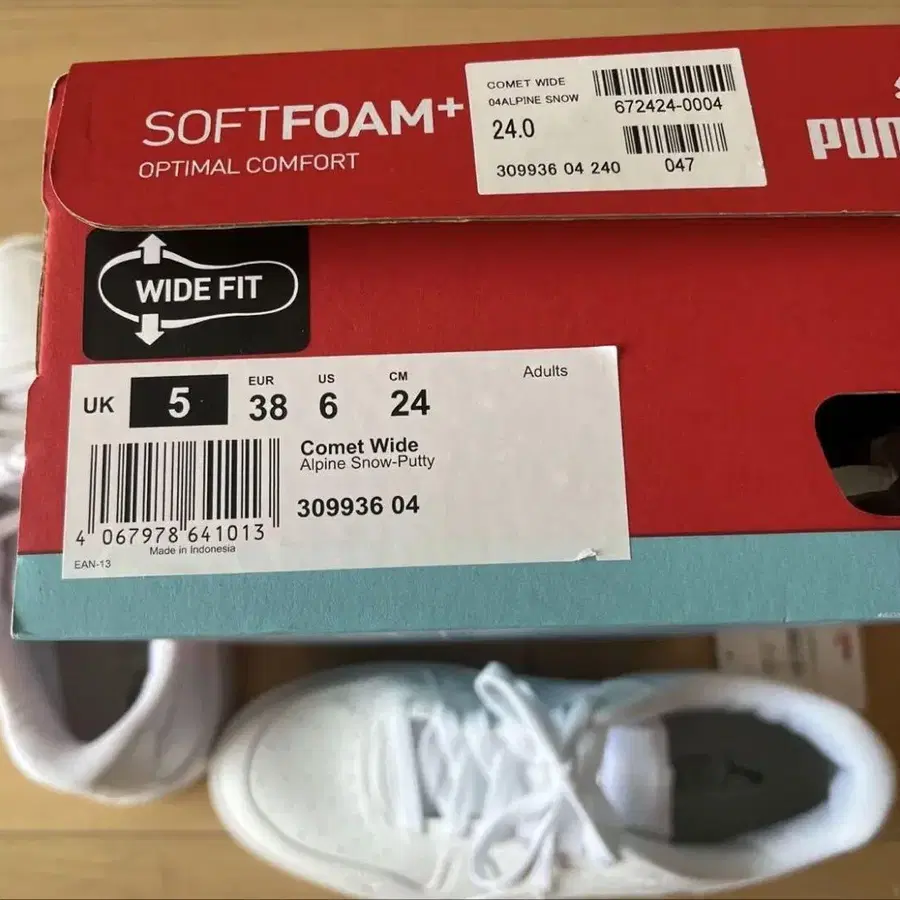 SOFTFOAM+
OPTIMAL COMFORT
COMET WIDE
04ALPINE SNOW
672424-0004
24.0
309936 04 240
047
WIDE FIT
UK 5
EUR 38
US 6
CM 24
Adults
Comet Wide
Alpine Snow-Putty
309936 04
4 067978 641013
Made in Indonesia
EAN-13